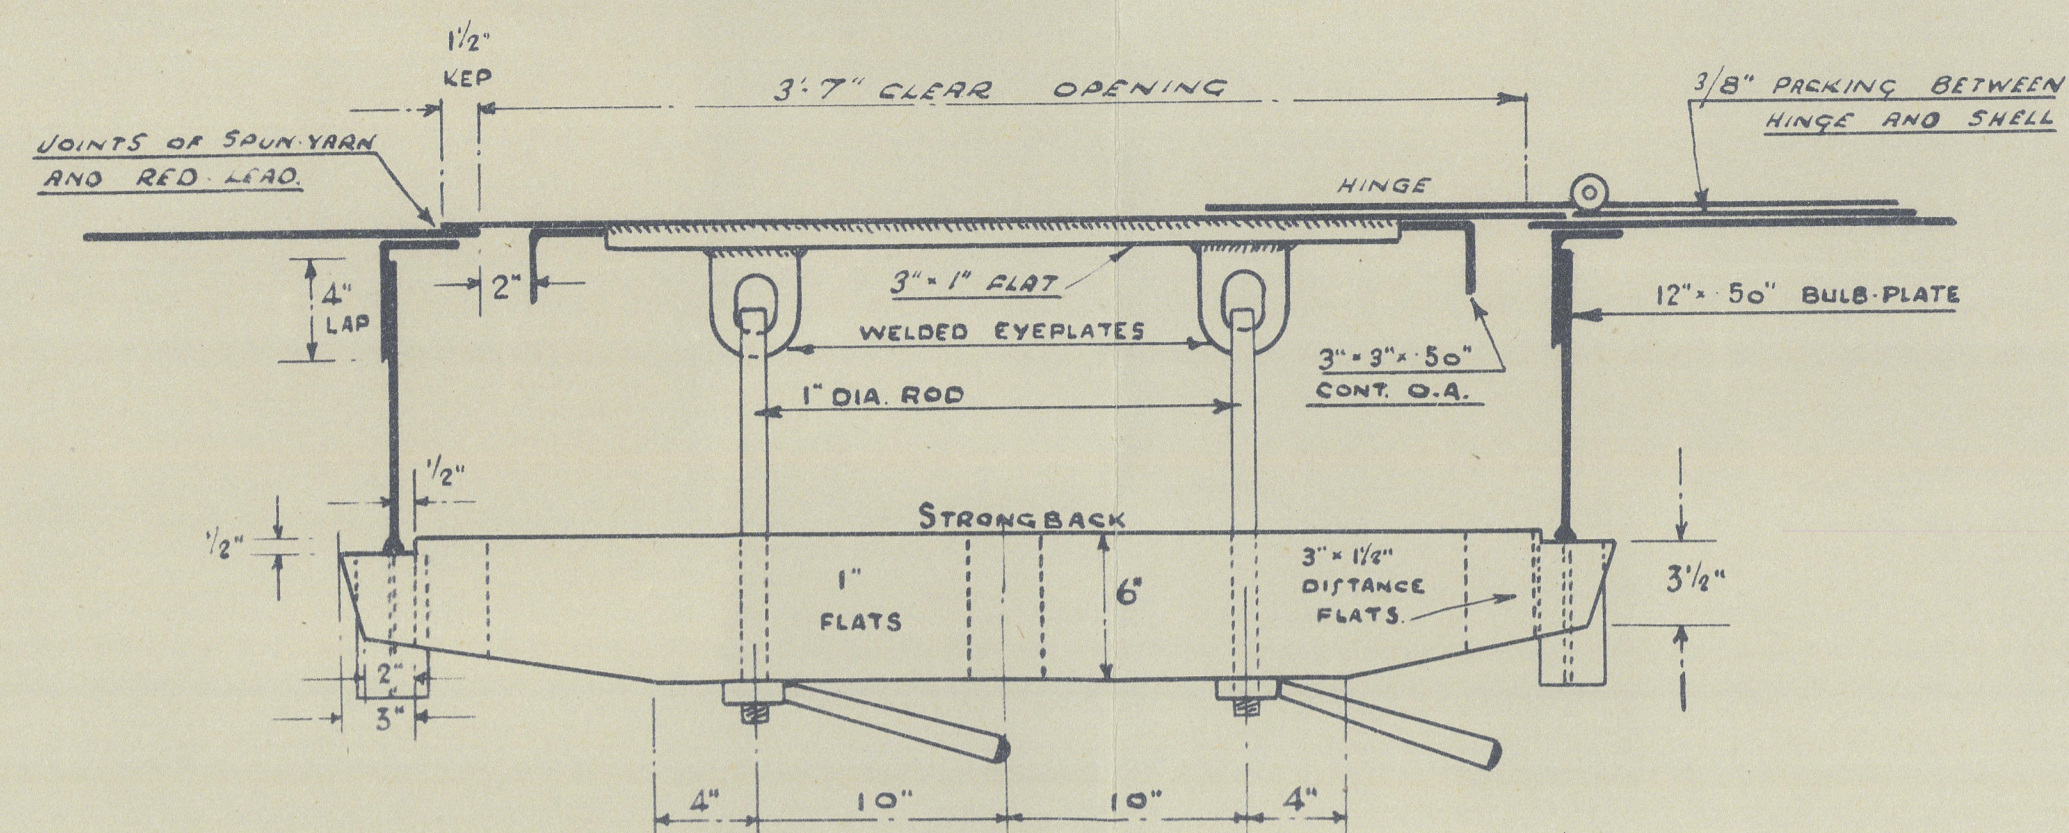 1½"
KEP
3'-7" CLEAR OPENING
3/8" PACKING BETWEEN
HINGE AND SHELL
JOINTS OF SPUN-YARN
AND RED-LEAD.
HINGE
4"
LAP
2"
3" × 1" FLAT
12" × ·50" BULB-PLATE
WELDED EYEPLATES
3" × 3" × ·50"
CONT. O.A.
1" DIA. ROD
½"
½"
STRONGBACK
1"
FLATS
6"
3" × 1½"
DISTANCE
FLATS.
3½"
2"
3"
4"
10"
10"
4"